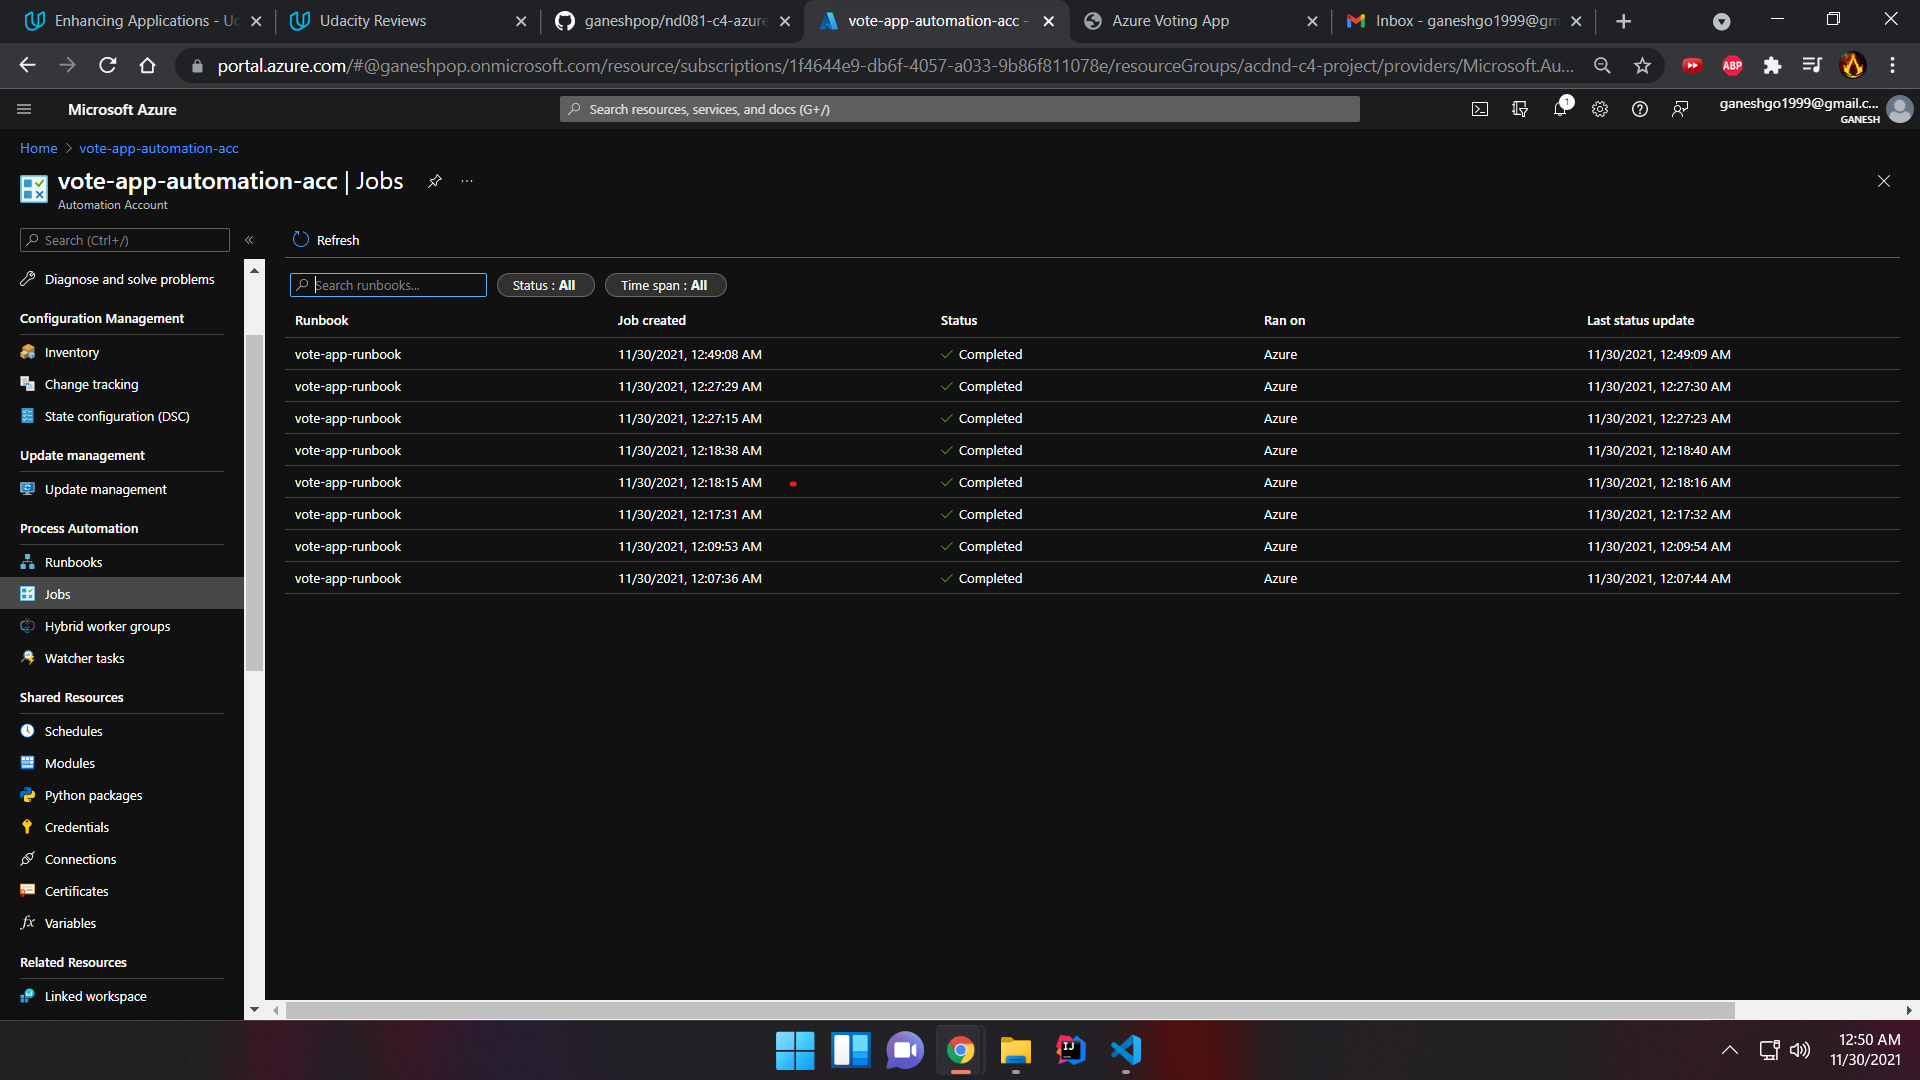 Enhancing Applications - Uc
Udacity Reviews
ganeshpop/nd081-c4-azure
vote-app-automation-acc -
Azure Voting App
Inbox - ganeshgo1999@gm
portal.azure.com/#@ganeshpop.onmicrosoft.com/resource/subscriptions/1f4644e9-db6f-4057-a033-9b86f811078e/resourceGroups/acdnd-c4-project/providers/Microsoft.Au...
ABP
Microsoft Azure
Search resources, services, and docs (G+/)
1
ganeshgo1999@gmail.c...
GANESH
Home > vote-app-automation-acc
vote-app-automation-acc | Jobs
Automation Account
Search (Ctrl+/)
Refresh
Diagnose and solve problems
Configuration Management
Inventory
Change tracking
State configuration (DSC)
Update management
Update management
Process Automation
Runbooks
Jobs
Hybrid worker groups
Watcher tasks
Shared Resources
Schedules
Modules
Python packages
Credentials
Connections
Certificates
Variables
Related Resources
Linked workspace
Search runbooks...
Status : All
Time span : All
Runbook Job created Status Ran on Last status update
vote-app-runbook 11/30/2021, 12:49:08 AM Completed Azure 11/30/2021, 12:49:09 AM
vote-app-runbook 11/30/2021, 12:27:29 AM Completed Azure 11/30/2021, 12:27:30 AM
vote-app-runbook 11/30/2021, 12:27:15 AM Completed Azure 11/30/2021, 12:27:23 AM
vote-app-runbook 11/30/2021, 12:18:38 AM Completed Azure 11/30/2021, 12:18:40 AM
vote-app-runbook 11/30/2021, 12:18:15 AM Completed Azure 11/30/2021, 12:18:16 AM
vote-app-runbook 11/30/2021, 12:17:31 AM Completed Azure 11/30/2021, 12:17:32 AM
vote-app-runbook 11/30/2021, 12:09:53 AM Completed Azure 11/30/2021, 12:09:54 AM
vote-app-runbook 11/30/2021, 12:07:36 AM Completed Azure 11/30/2021, 12:07:44 AM
IJ
12:50 AM
11/30/2021